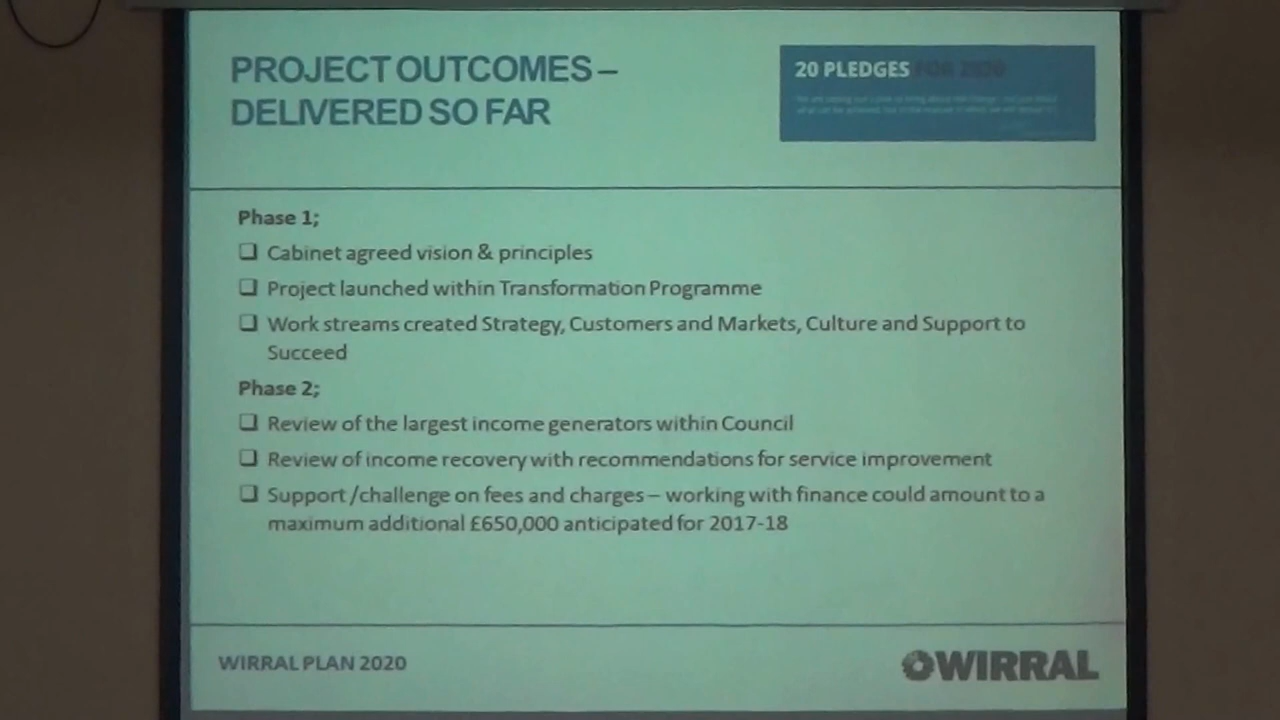 PROJECT OUTCOMES –
DELIVERED SO FAR
20 PLEDGES FOR 2020
Phase 1;
❑ Cabinet agreed vision & principles
❑ Project launched within Transformation Programme
❑ Work streams created Strategy, Customers and Markets, Culture and Support to
Succeed
Phase 2;
❑ Review of the largest income generators within Council
❑ Review of income recovery with recommendations for service improvement
❑ Support /challenge on fees and charges – working with finance could amount to a
maximum additional £650,000 anticipated for 2017-18
WIRRAL PLAN 2020
WIRRAL